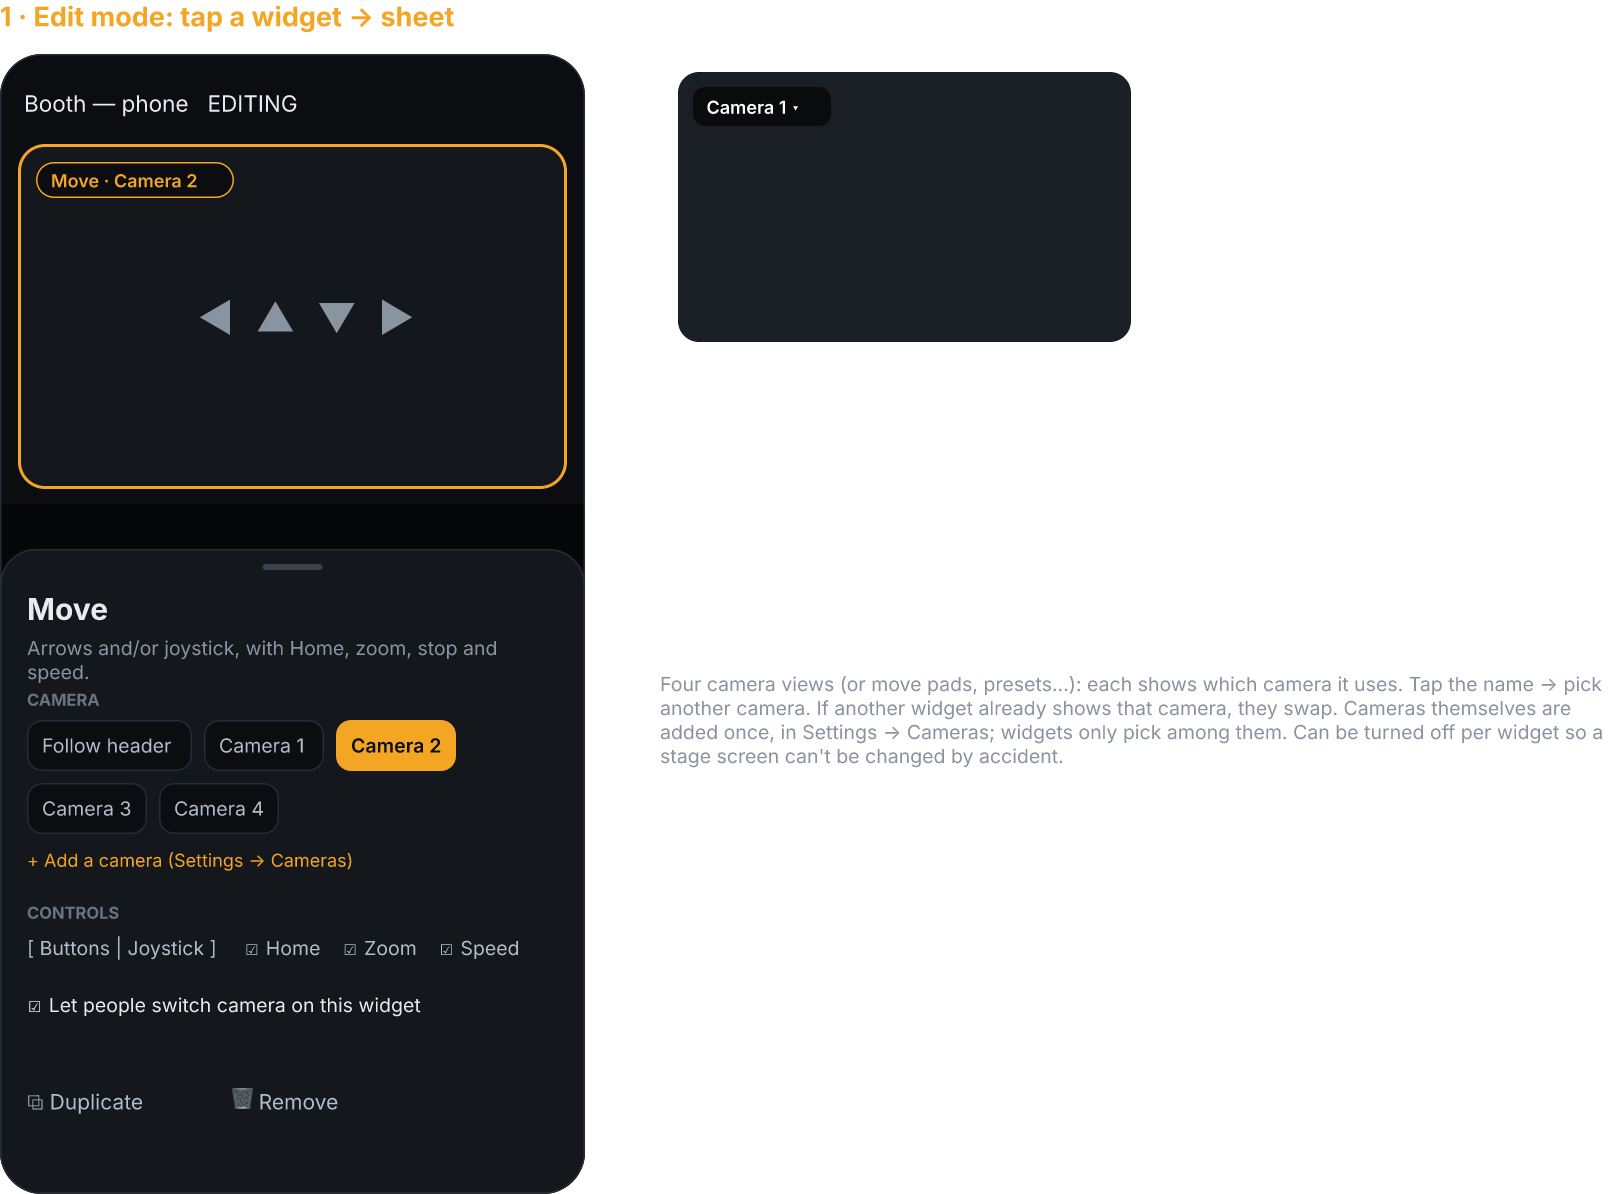 1 · Edit mode: tap a widget → sheet
Booth — phone EDITING
Move · Camera 2
Move
Arrows and/or joystick, with Home, zoom, stop and
speed.
CAMERA
Follow header
Camera 1
Camera 2
Camera 3
Camera 4
+ Add a camera (Settings → Cameras)
CONTROLS
[ Buttons | Joystick ] ☑ Home ☑ Zoom ☑ Speed
☑ Let people switch camera on this widget
Duplicate
Remove
Camera 1 ▾
Four camera views (or move pads, presets…): each shows which camera it uses. Tap the name → pick
another camera. If another widget already shows that camera, they swap. Cameras themselves are
added once, in Settings → Cameras; widgets only pick among them. Can be turned off per widget so a
stage screen can't be changed by accident.